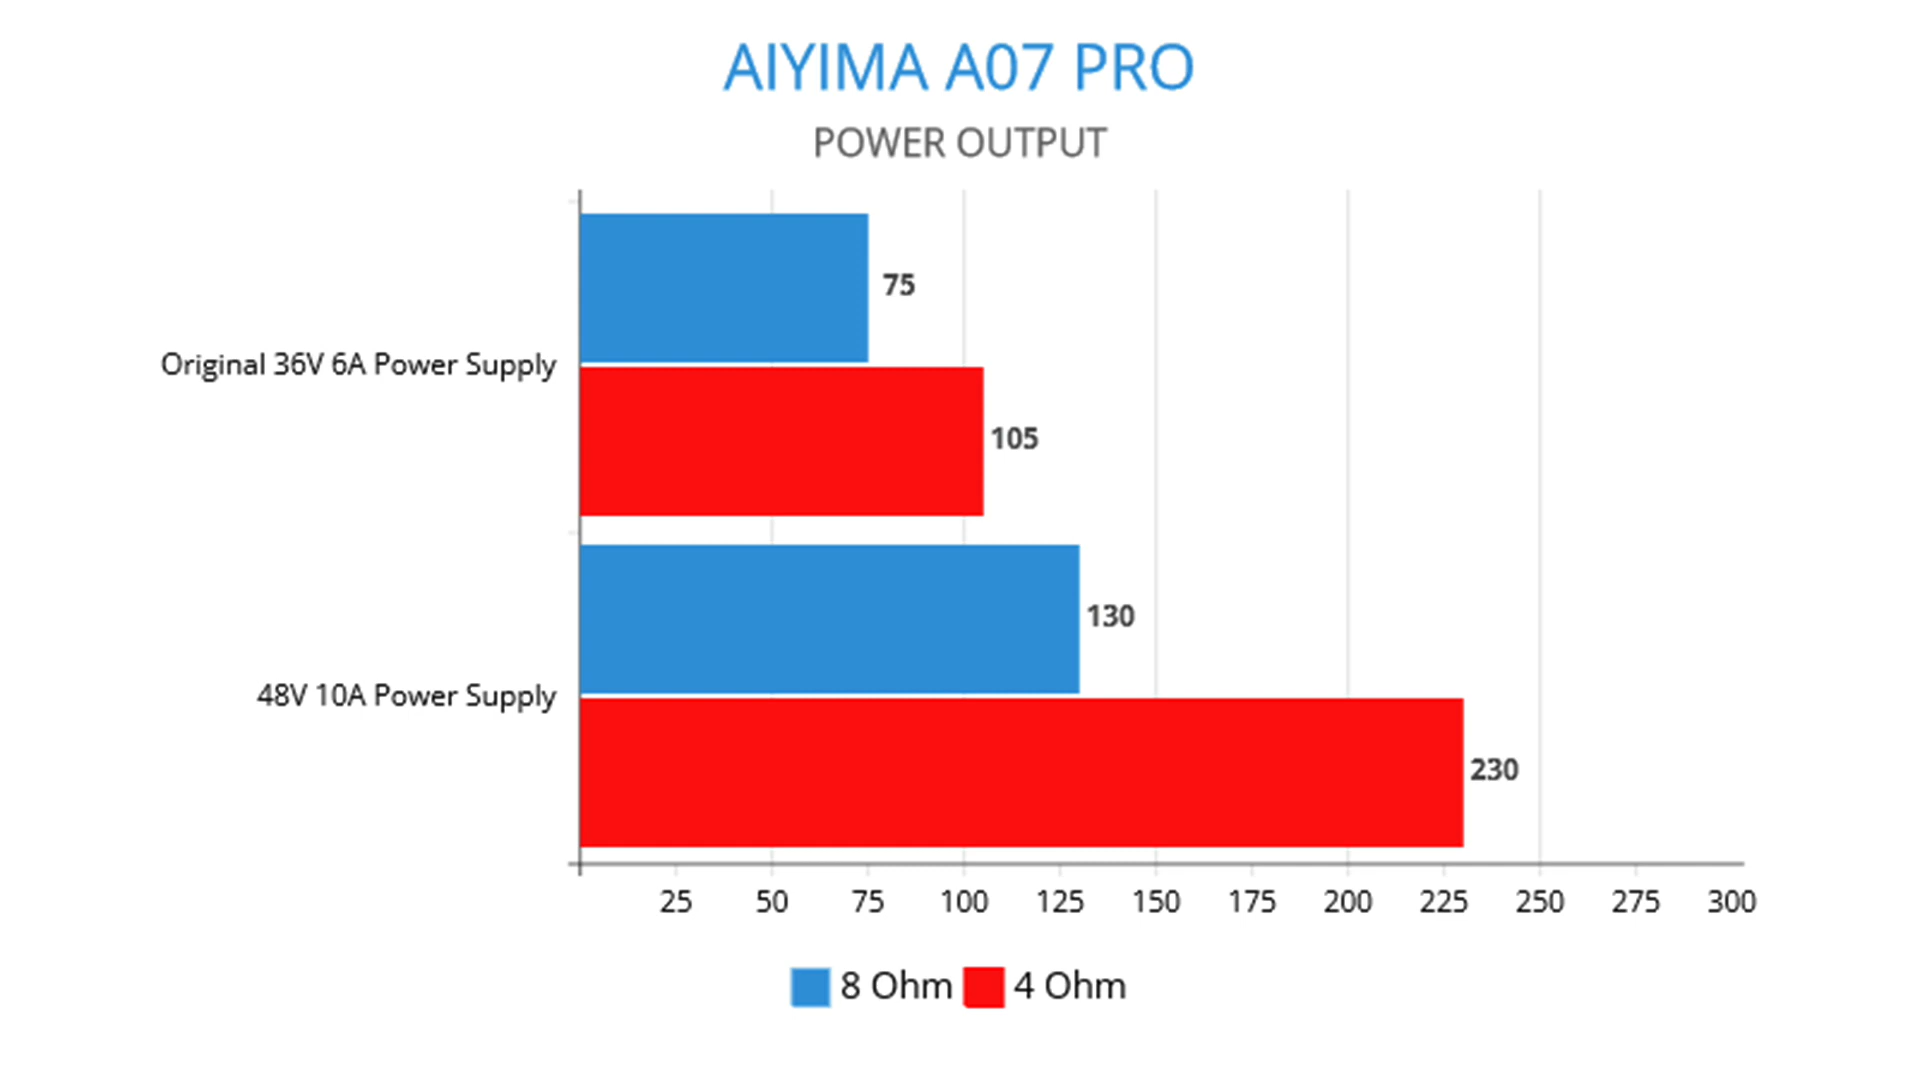 AIYIMA A07 PRO
POWER OUTPUT
75
Original 36V 6A Power Supply
105
130
48V 10A Power Supply
230
25 50 75 100 125 150 175 200 225 250 275 300
8 Ohm 4 Ohm